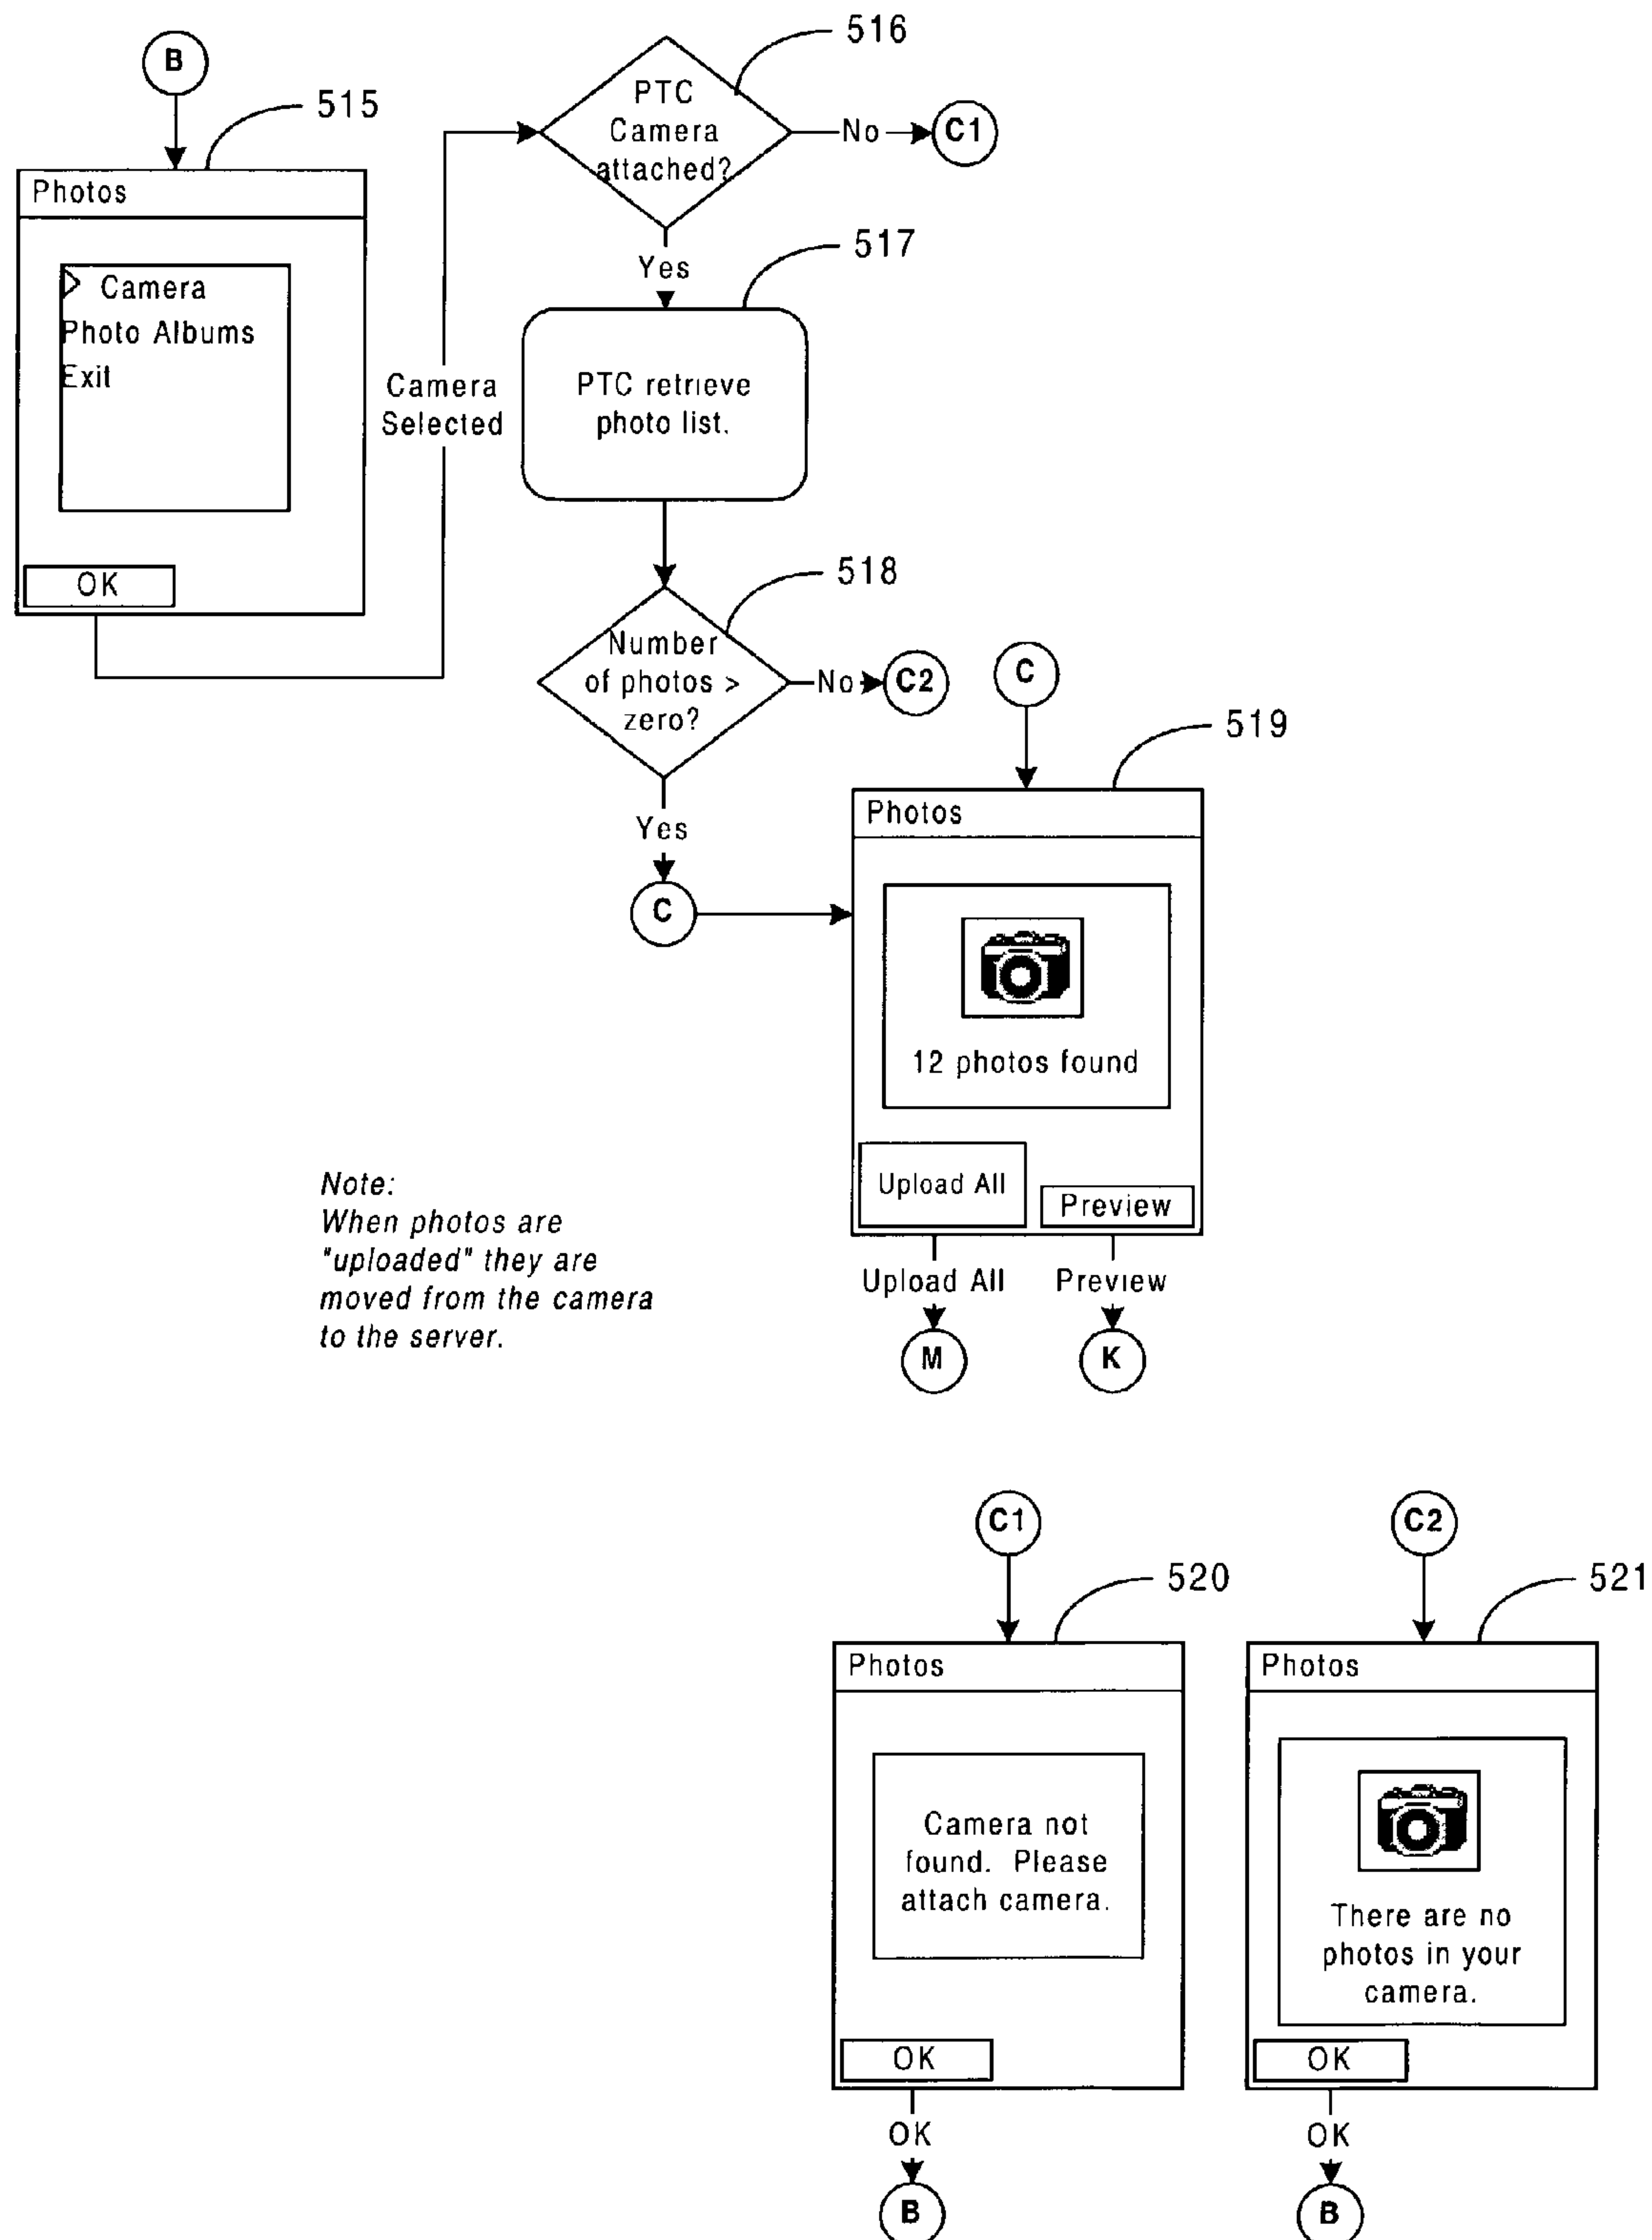 B
515
Photos
Camera
Photo Albums
Exit
OK
Camera
Selected
516
PTC
Camera
attached?
No
C1
Yes
517
PTC retrieve
photo list.
518
Number
of photos >
zero?
No
C2
Yes
C
C
519
Photos
12 photos found
Upload All
Preview
Upload All
Preview
M
K
Note:
When photos are
"uploaded" they are
moved from the camera
to the server.
C1
520
Photos
Camera not
found. Please
attach camera.
OK
OK
B
C2
521
Photos
There are no
photos in your
camera.
OK
OK
B